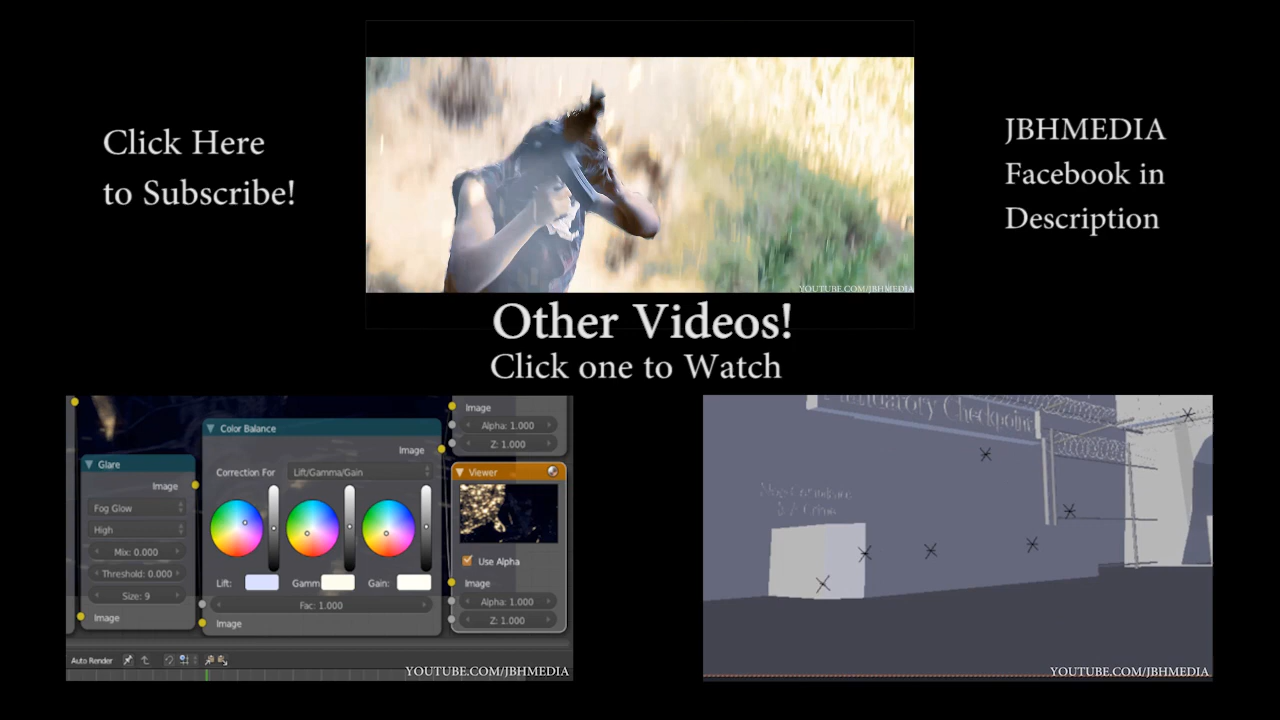 Click Here
to Subscribe!
JBHMEDIA
Facebook in
Description
YOUTUBE.COM/JBHMEDIA
Other Videos!
Click one to Watch
Glare
Image
Fog Glow
High
Mix: 0.000
Threshold: 0.000
Size: 9
Image
Color Balance
Image
Correction For
Lift/Gamma/Gain
Lift:
Gamm
Gain:
Fac: 1.000
Image
Image
Alpha: 1.000
Z: 1.000
Viewer
Use Alpha
Image
Alpha: 1.000
Z: 1.000
Auto Render
YOUTUBE.COM/JBHMEDIA
Checkpoint
YOUTUBE.COM/JBHMEDIA